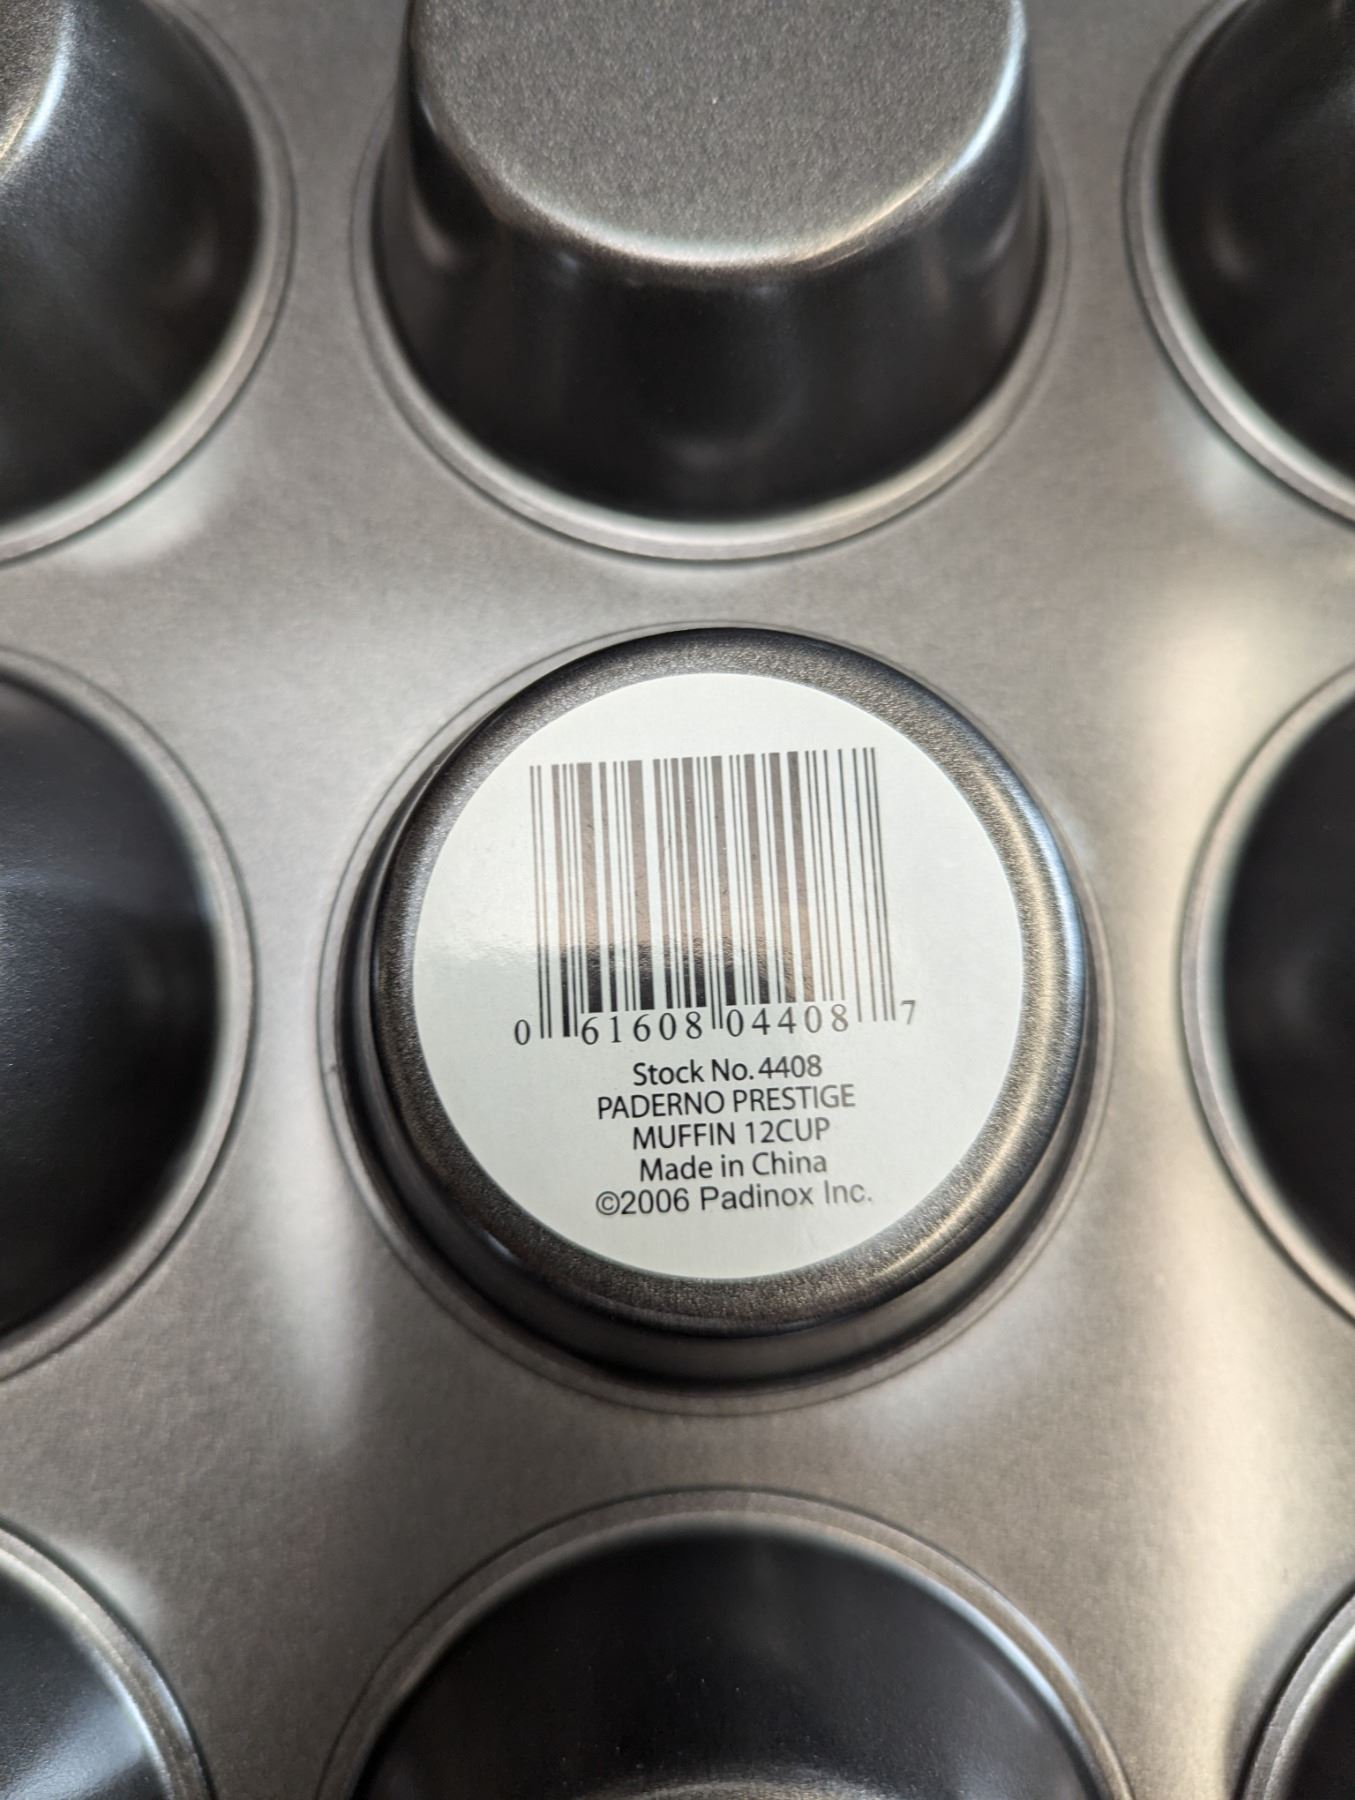 0 61608 04408 7
Stock No. 4408
PADERNO PRESTIGE
MUFFIN 12CUP
Made in China
©2006 Padinox Inc.